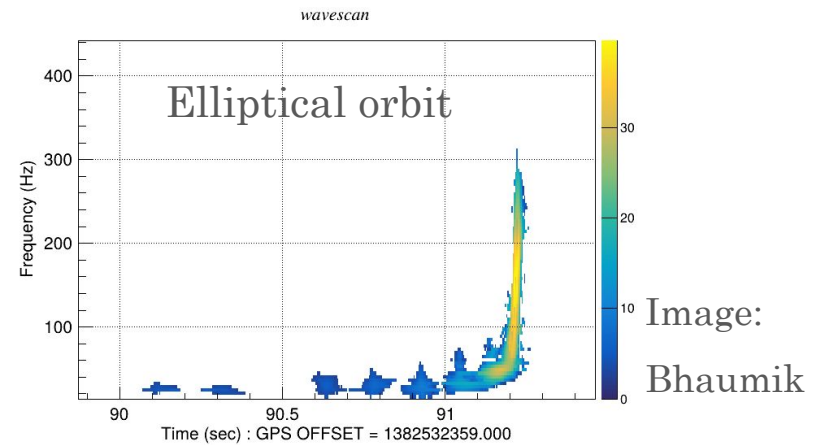 wavescan
400
Elliptical orbit
300
200
100
Frequency (Hz)
90
90.5
91
Time (sec) : GPS OFFSET = 1382532359.000
30
20
10
0
Image:
Bhaumik